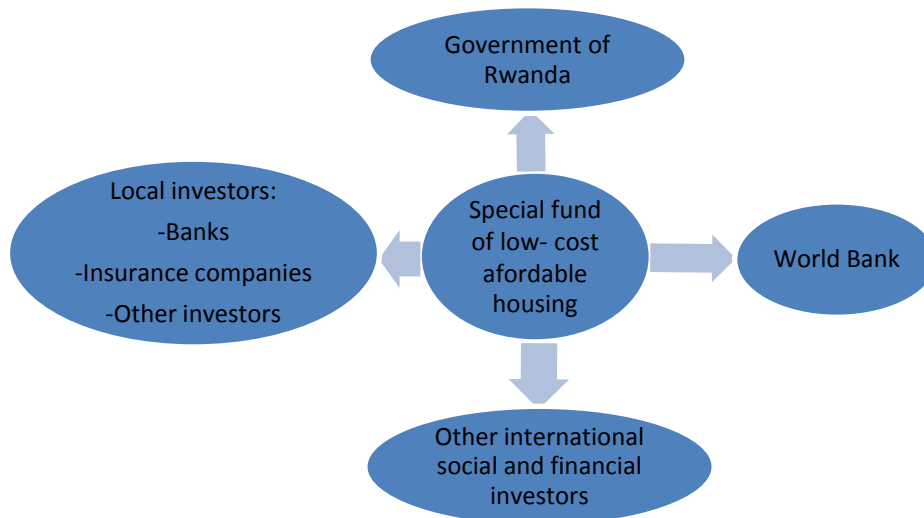 Government of
Rwanda
Local investors:
-Banks
-Insurance companies
-Other investors
Special fund
of low- cost
afordable
housing
World Bank
Other international
social and financial
investors